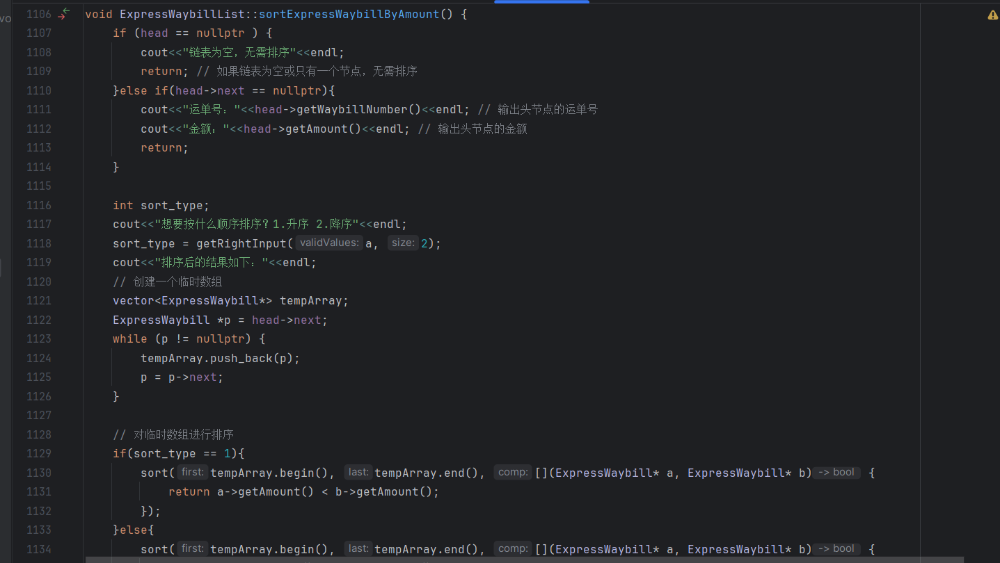 vo
1106 void ExpressWaybillList::sortExpressWaybillByAmount() {
1107     if (head == nullptr ) {
1108         cout<<"链表为空，无需排序"<<endl;
1109         return; // 如果链表为空或只有一个节点，无需排序
1110     }else if(head->next == nullptr){
1111         cout<<"运单号："<<head->getWaybillNumber()<<endl; // 输出头节点的运单号
1112         cout<<"金额："<<head->getAmount()<<endl; // 输出头节点的金额
1113         return;
1114     }
1115
1116     int sort_type;
1117     cout<<"想要按什么顺序排序？1.升序 2.降序"<<endl;
1118     sort_type = getRightInput( validValues: a, size: 2);
1119     cout<<"排序后的结果如下："<<endl;
1120     // 创建一个临时数组
1121     vector<ExpressWaybill*> tempArray;
1122     ExpressWaybill *p = head->next;
1123     while (p != nullptr) {
1124         tempArray.push_back(p);
1125         p = p->next;
1126     }
1127
1128     // 对临时数组进行排序
1129     if(sort_type == 1){
1130         sort( first: tempArray.begin(), last: tempArray.end(), comp: [](ExpressWaybill* a, ExpressWaybill* b) -> bool {
1131             return a->getAmount() < b->getAmount();
1132         });
1133     }else{
1134         sort( first: tempArray.begin(), last: tempArray.end(), comp: [](ExpressWaybill* a, ExpressWaybill* b) -> bool {